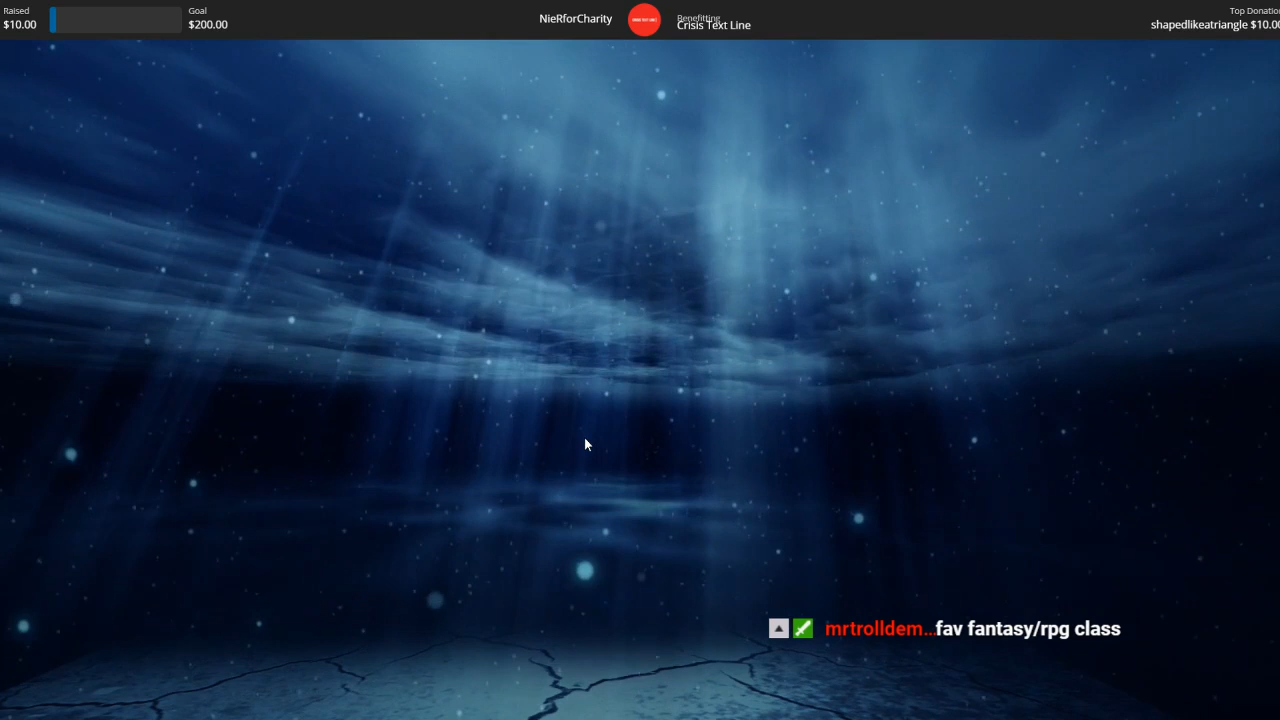 Raised
$10.00
Goal
$200.00
NieRforCharity
Benefitting
Crisis Text Line
Top Donatio
shapedlikeatriangle $10.00
mrtrolldem...fav fantasy/rpg class